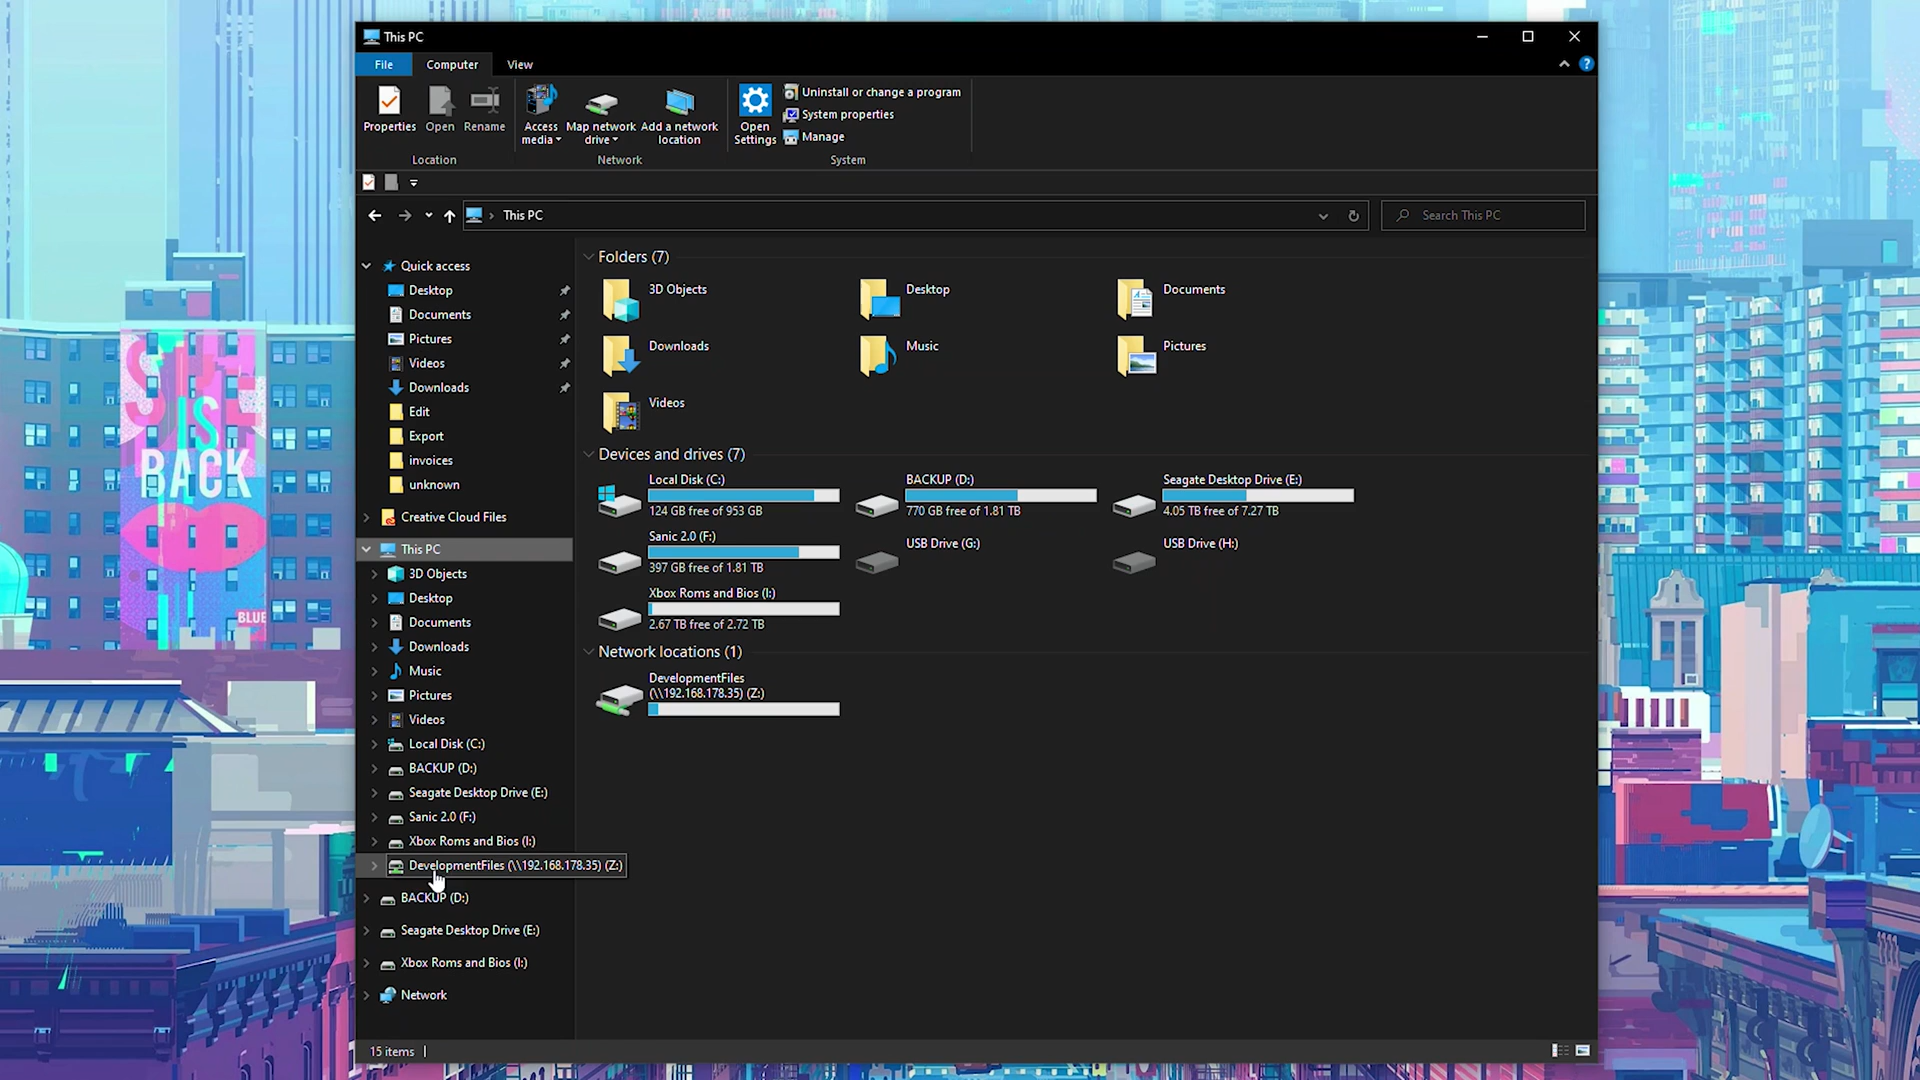 This PC
File
Computer
View
Properties
Open
Rename
Access
media
Map network
drive
Add a network
location
Open
Settings
Uninstall or change a program
System properties
Manage
Location
Network
System
This PC
Search This PC
Quick access
Desktop
Documents
Pictures
Videos
Downloads
Edit
Export
invoices
unknown
Creative Cloud Files
This PC
3D Objects
Desktop
Documents
Downloads
Music
Pictures
Videos
Local Disk (C:)
BACKUP (D:)
Seagate Desktop Drive (E:)
Sanic 2.0 (F:)
Xbox Roms and Bios (I:)
DevelopmentFiles (\\192.168.178.35) (Z:)
BACKUP (D:)
Seagate Desktop Drive (E:)
Xbox Roms and Bios (I:)
Network
Folders (7)
3D Objects
Desktop
Documents
Downloads
Music
Pictures
Videos
Devices and drives (7)
Local Disk (C:)
124 GB free of 953 GB
BACKUP (D:)
770 GB free of 1.81 TB
Seagate Desktop Drive (E:)
4.05 TB free of 7.27 TB
Sanic 2.0 (F:)
397 GB free of 1.81 TB
USB Drive (G:)
USB Drive (H:)
Xbox Roms and Bios (I:)
2.67 TB free of 2.72 TB
Network locations (1)
DevelopmentFiles
(\\192.168.178.35) (Z:)
15 items
IS
BACK
BLUE